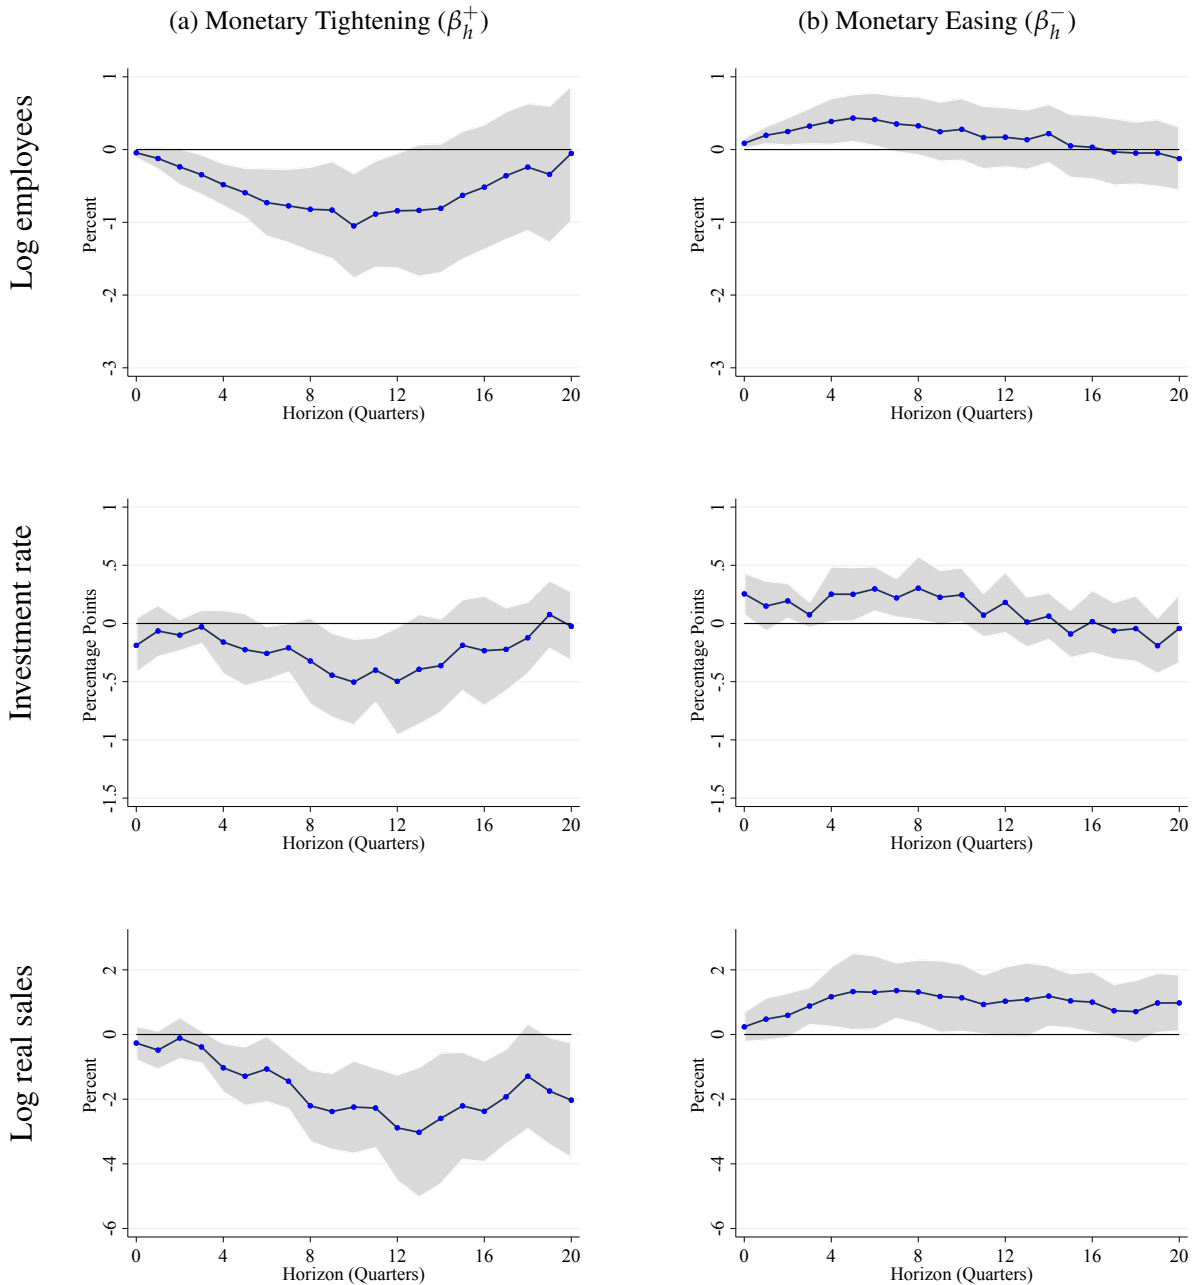 (a) Monetary Tightening (β_h^+)
(b) Monetary Easing (β_h^-)
Log employees
Percent
1
0
-1
-2
-3
0 4 8 12 16 20
Horizon (Quarters)
Percent
1
0
-1
-2
-3
0 4 8 12 16 20
Horizon (Quarters)
Investment rate
Percentage Points
1
.5
0
-.5
-1
-1.5
0 4 8 12 16 20
Horizon (Quarters)
Percentage Points
1
.5
0
-.5
-1
-1.5
0 4 8 12 16 20
Horizon (Quarters)
Log real sales
Percent
2
0
-2
-4
-6
0 4 8 12 16 20
Horizon (Quarters)
Percent
2
0
-2
-4
-6
0 4 8 12 16 20
Horizon (Quarters)